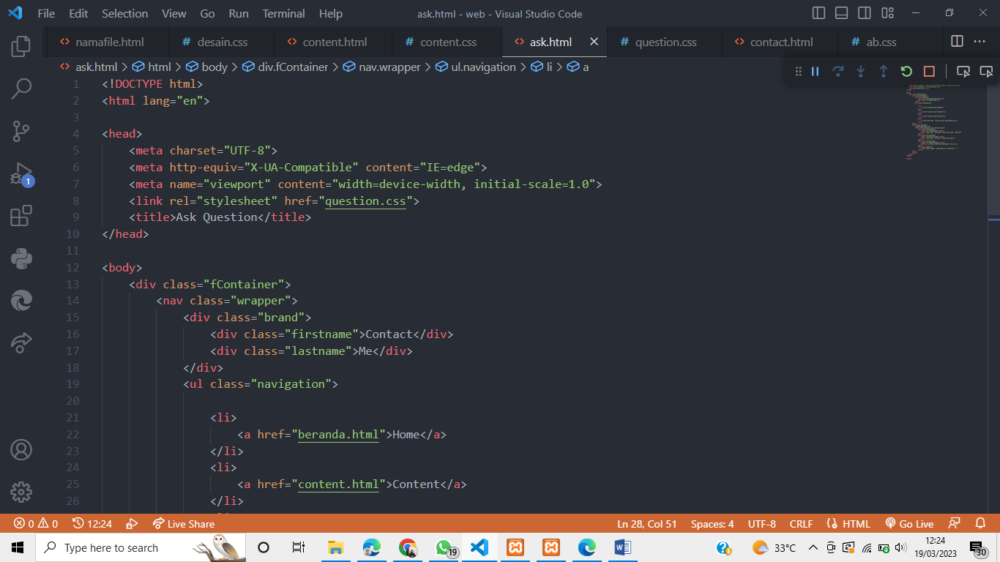 File Edit Selection View Go Run Terminal Help ask.html - web - Visual Studio Code
namafile.html # desain.css content.html # content.css ask.html # question.css contact.html # ab.css
ask.html > html > body > div.fContainer > nav.wrapper > ul.navigation > li > a
1 <!DOCTYPE html>
2 <html lang="en">
3
4 <head>
5 <meta charset="UTF-8">
6 <meta http-equiv="X-UA-Compatible" content="IE=edge">
7 <meta name="viewport" content="width=device-width, initial-scale=1.0">
8 <link rel="stylesheet" href="question.css">
9 <title>Ask Question</title>
10 </head>
11
12 <body>
13 <div class="fContainer">
14 <nav class="wrapper">
15 <div class="brand">
16 <div class="firstname">Contact</div>
17 <div class="lastname">Me</div>
18 </div>
19 <ul class="navigation">
20
21 <li>
22 <a href="beranda.html">Home</a>
23 </li>
24 <li>
25 <a href="content.html">Content</a>
26 </li>
1
0 0 12:24 Live Share Ln 28, Col 51 Spaces: 4 UTF-8 CRLF HTML Go Live
Type here to search 19 33°C 12:24
19/03/2023 30